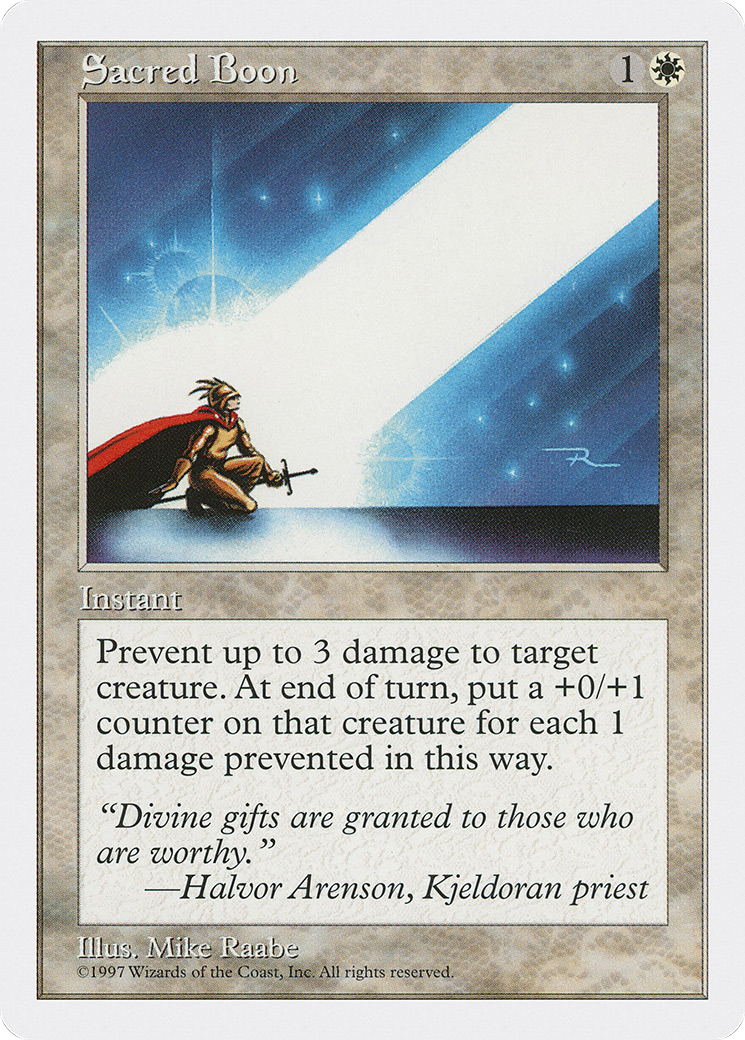 Sacred Boon 1
Instant
Prevent up to 3 damage to target
creature. At end of turn, put a +0/+1
counter on that creature for each 1
damage prevented in this way.
“Divine gifts are granted to those who
are worthy.”
—Halvor Arenson, Kjeldoran priest
Illus. Mike Raabe
©1997 Wizards of the Coast, Inc. All rights reserved.